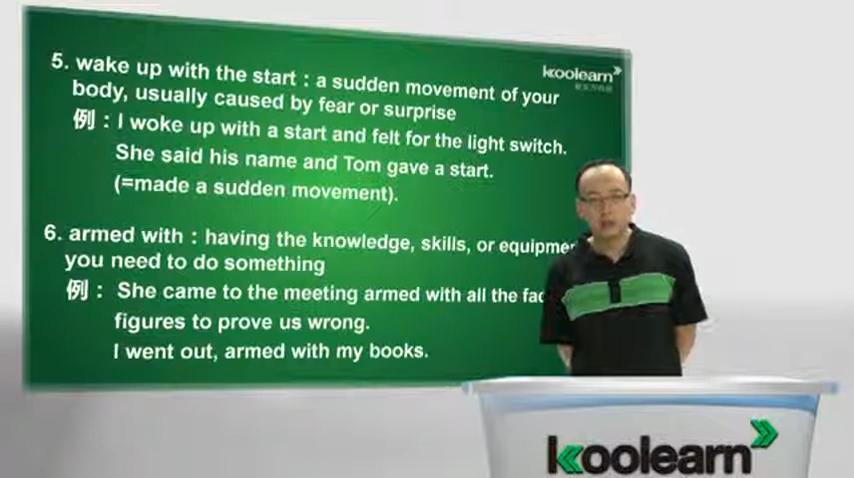 5. wake up with the start : a sudden movement of your
body, usually caused by fear or surprise
例 : I woke up with a start and felt for the light switch.
She said his name and Tom gave a start.
(=made a sudden movement).
6. armed with : having the knowledge, skills, or
you need to do something
例 : She came to the meeting armed with all the
figures to prove us wrong.
I went out, armed with my books.
koolearn
koolearn